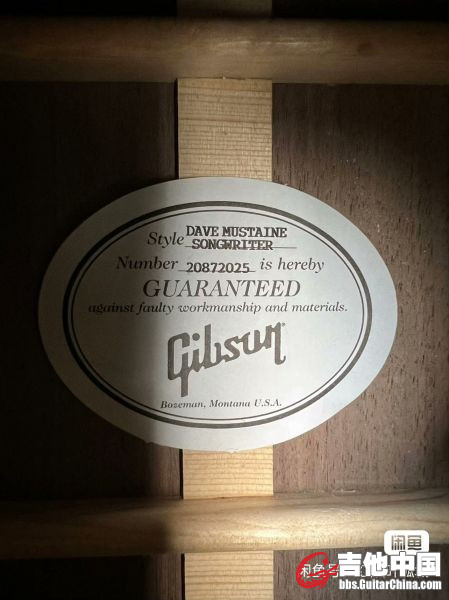 Style DAVE MUSTAINE
SONGWRITER
Number 20872025 is hereby
GUARANTEED
against faulty workmanship and materials.
Gibson
Bozeman, Montana U.S.A.
闲鱼
吉他中国
bbs.GuitarChina.com